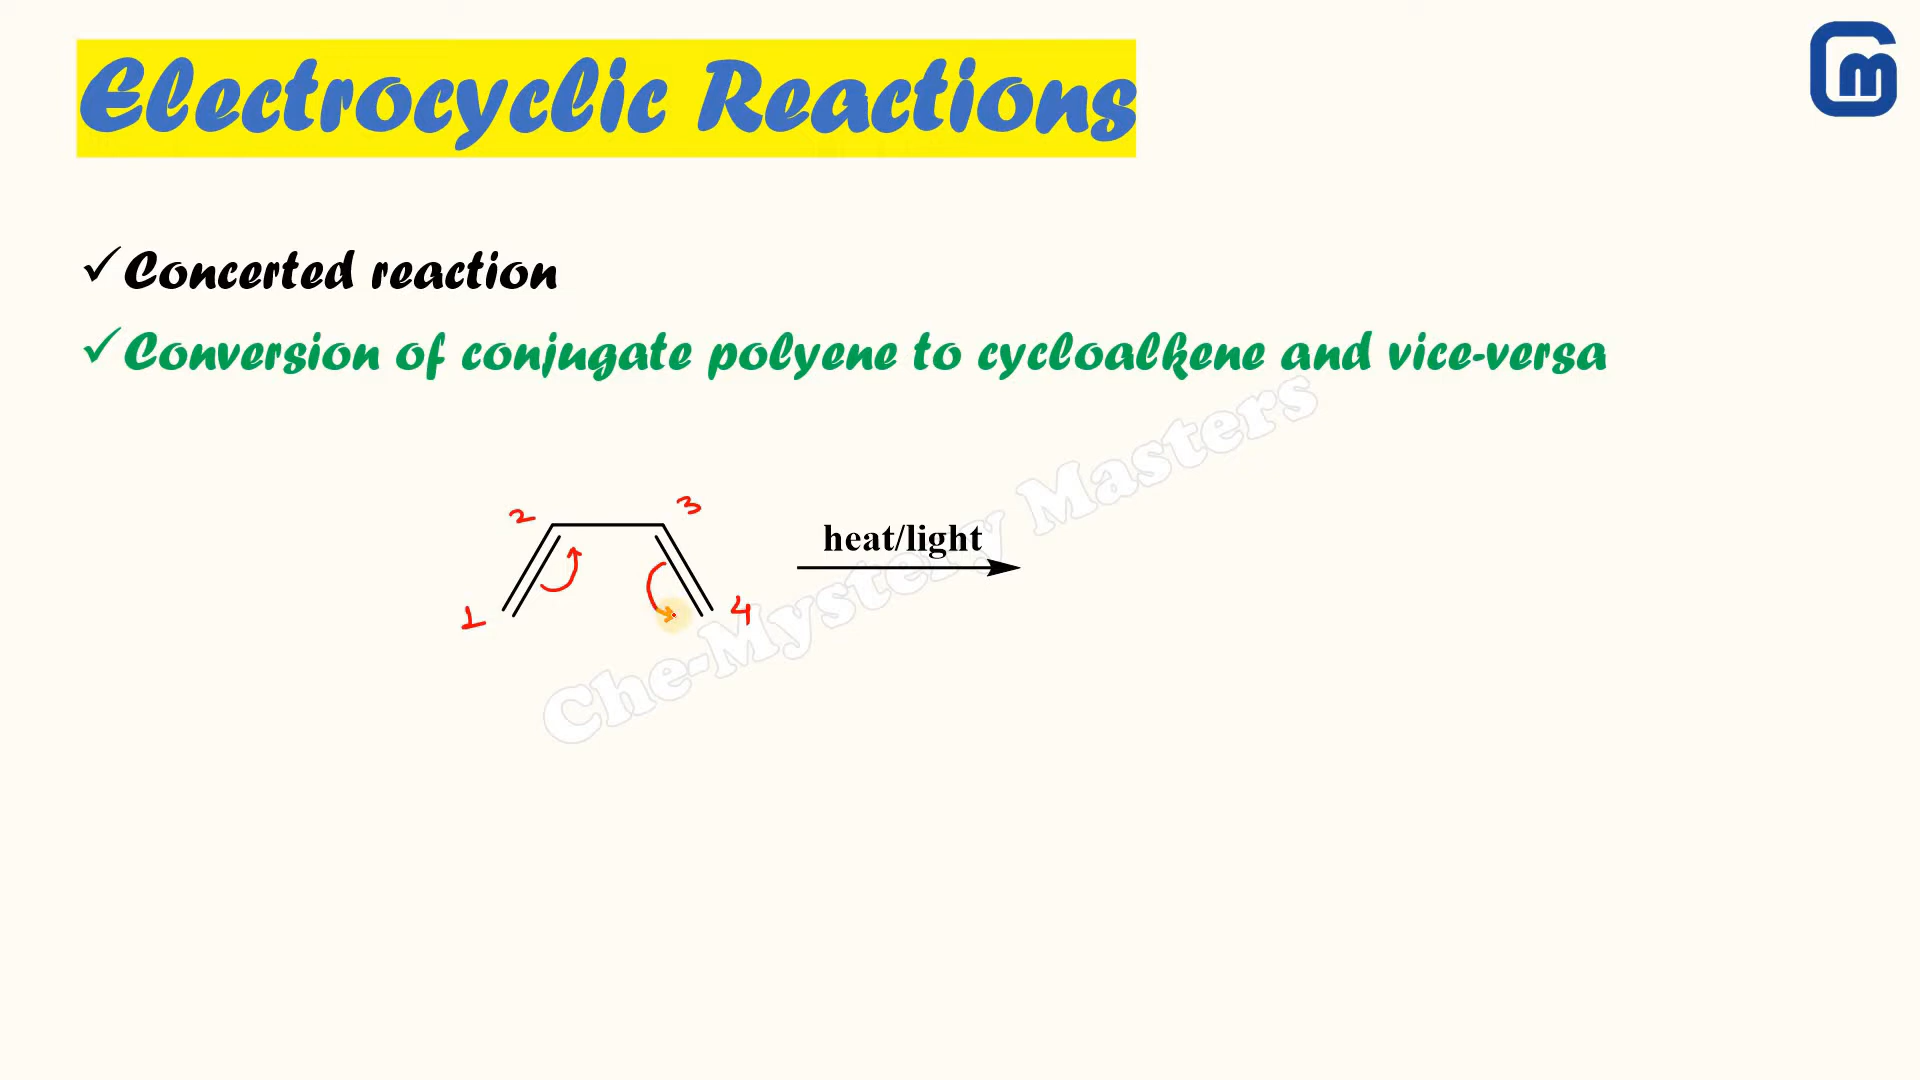 Electrocyclic Reactions
✓Concerted reaction
✓Conversion of conjugate polyene to cycloalkene and vice-versa
2 3
heat/light
1 4
Che-Mystery Masters
Cm